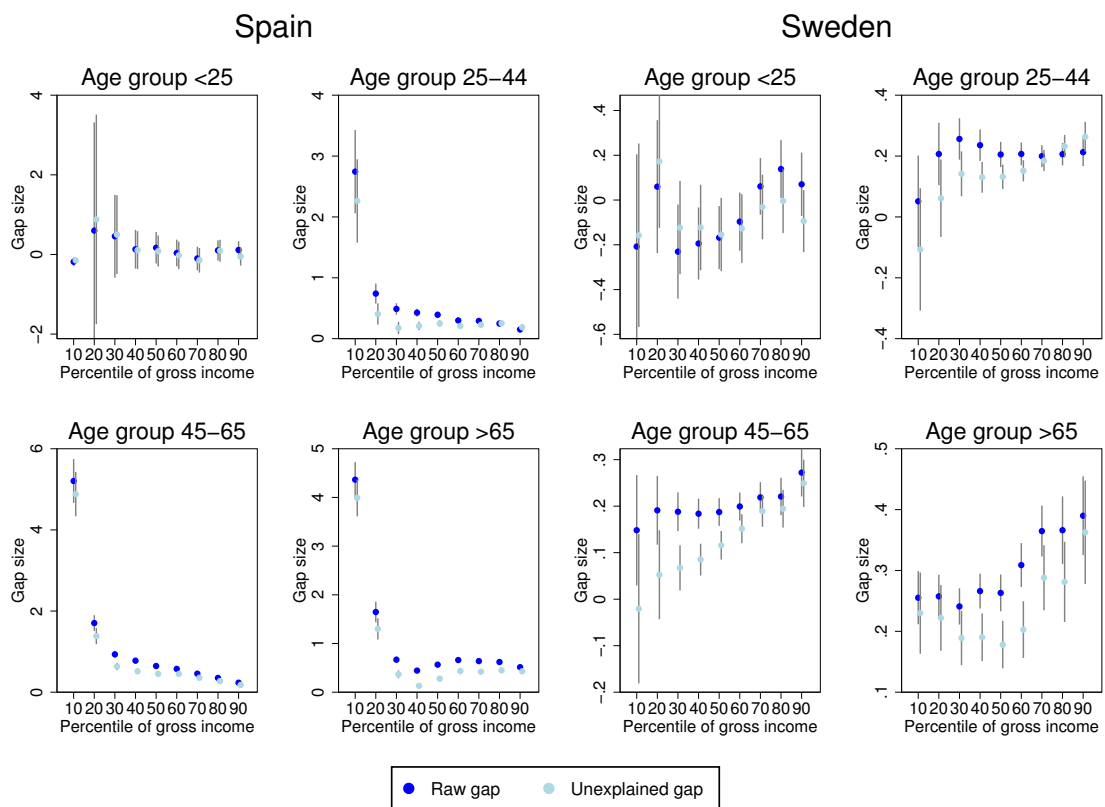 Spain
Sweden
Age group <25
4
2
0
−2
Gap size
10 20 30 40 50 60 70 80 90
Percentile of gross income
Age group 25−44
4
3
2
1
0
Gap size
10 20 30 40 50 60 70 80 90
Percentile of gross income
Age group <25
.4
.2
0
−.2
−.4
−.6
Gap size
10 20 30 40 50 60 70 80 90
Percentile of gross income
Age group 25−44
.4
.2
0
−.2
−.4
Gap size
10 20 30 40 50 60 70 80 90
Percentile of gross income
Age group 45−65
6
4
2
0
Gap size
10 20 30 40 50 60 70 80 90
Percentile of gross income
Age group >65
5
4
3
2
1
0
Gap size
10 20 30 40 50 60 70 80 90
Percentile of gross income
Age group 45−65
.3
.2
.1
0
−.1
−.2
Gap size
10 20 30 40 50 60 70 80 90
Percentile of gross income
Age group >65
.5
.4
.3
.2
.1
Gap size
10 20 30 40 50 60 70 80 90
Percentile of gross income
Raw gap
Unexplained gap